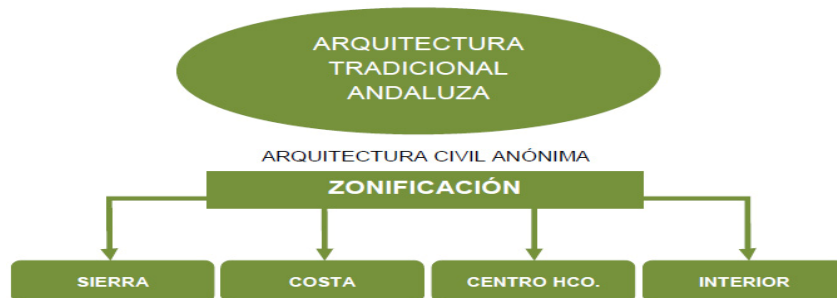 ARQUITECTURA
TRADICIONAL
ANDALUZA
ARQUITECTURA CIVIL ANÓNIMA
ZONIFICACIÓN
SIERRA
COSTA
CENTRO HCO.
INTERIOR